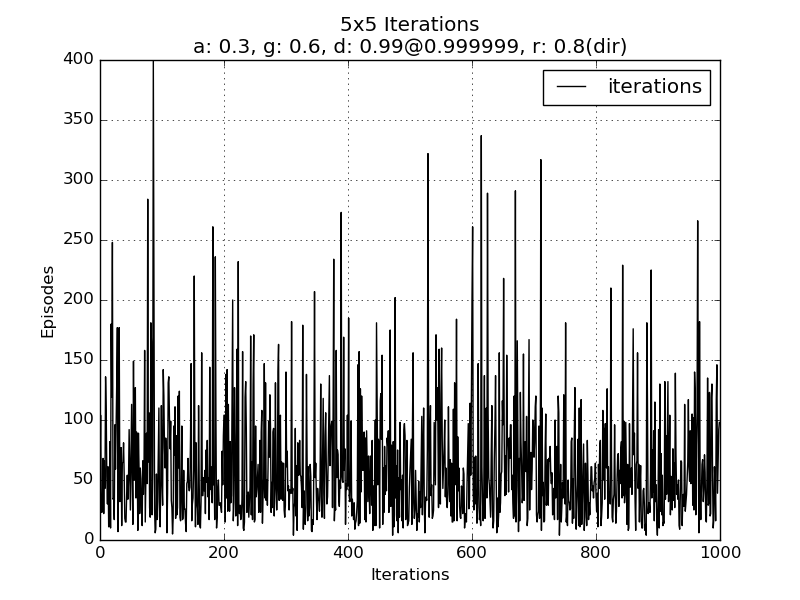 5x5 Iterations
a: 0.3, g: 0.6, d: 0.99@0.999999, r: 0.8(dir)
iterations
400
350
300
250
200
150
100
50
0
Episodes
0 200 400 600 800 1000
Iterations